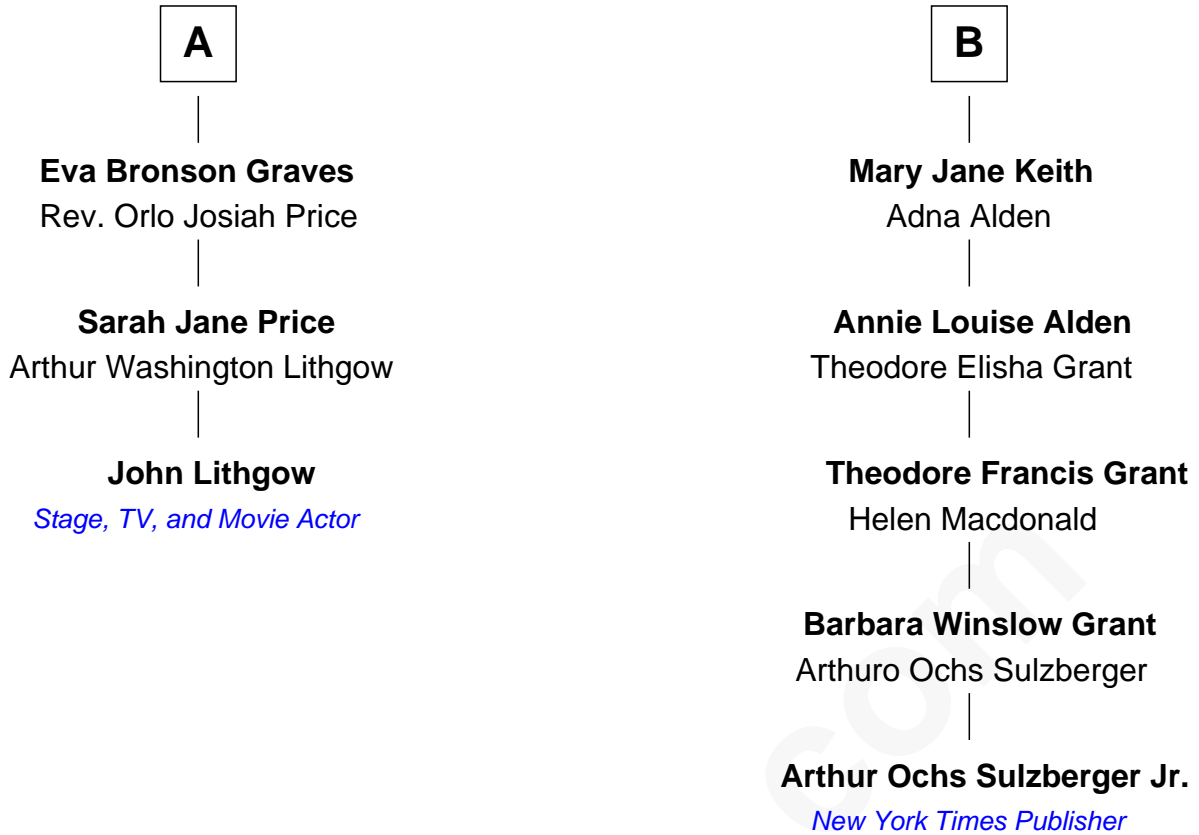 A
Eva Bronson Graves
Rev. Orlo Josiah Price
Sarah Jane Price
Arthur Washington Lithgow
John Lithgow
Stage, TV, and Movie Actor
B
Mary Jane Keith
Adna Alden
Annie Louise Alden
Theodore Elisha Grant
Theodore Francis Grant
Helen Macdonald
Barbara Winslow Grant
Arthuro Ochs Sulzberger
Arthur Ochs Sulzberger Jr.
New York Times Publisher
com